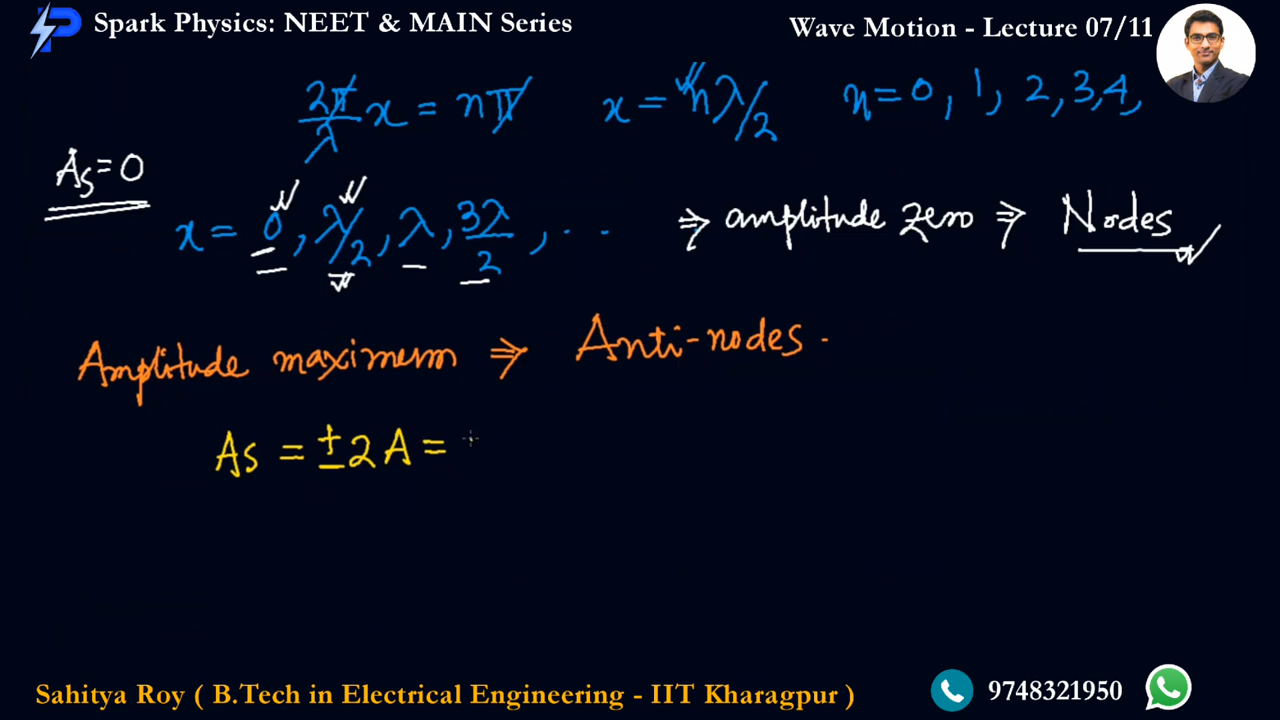 Spark Physics: NEET & MAIN Series
Wave Motion - Lecture 07/11
2π/λ x = nπ x = nλ/2 n = 0, 1, 2, 3, 4,
As = 0
x = 0, λ/2, λ, 3λ/2, ... ⇒ amplitude zero ⇒ Nodes
Amplitude maximum ⇒ Anti-nodes.
As = ±2A =
Sahitya Roy ( B.Tech in Electrical Engineering - IIT Kharagpur )
9748321950